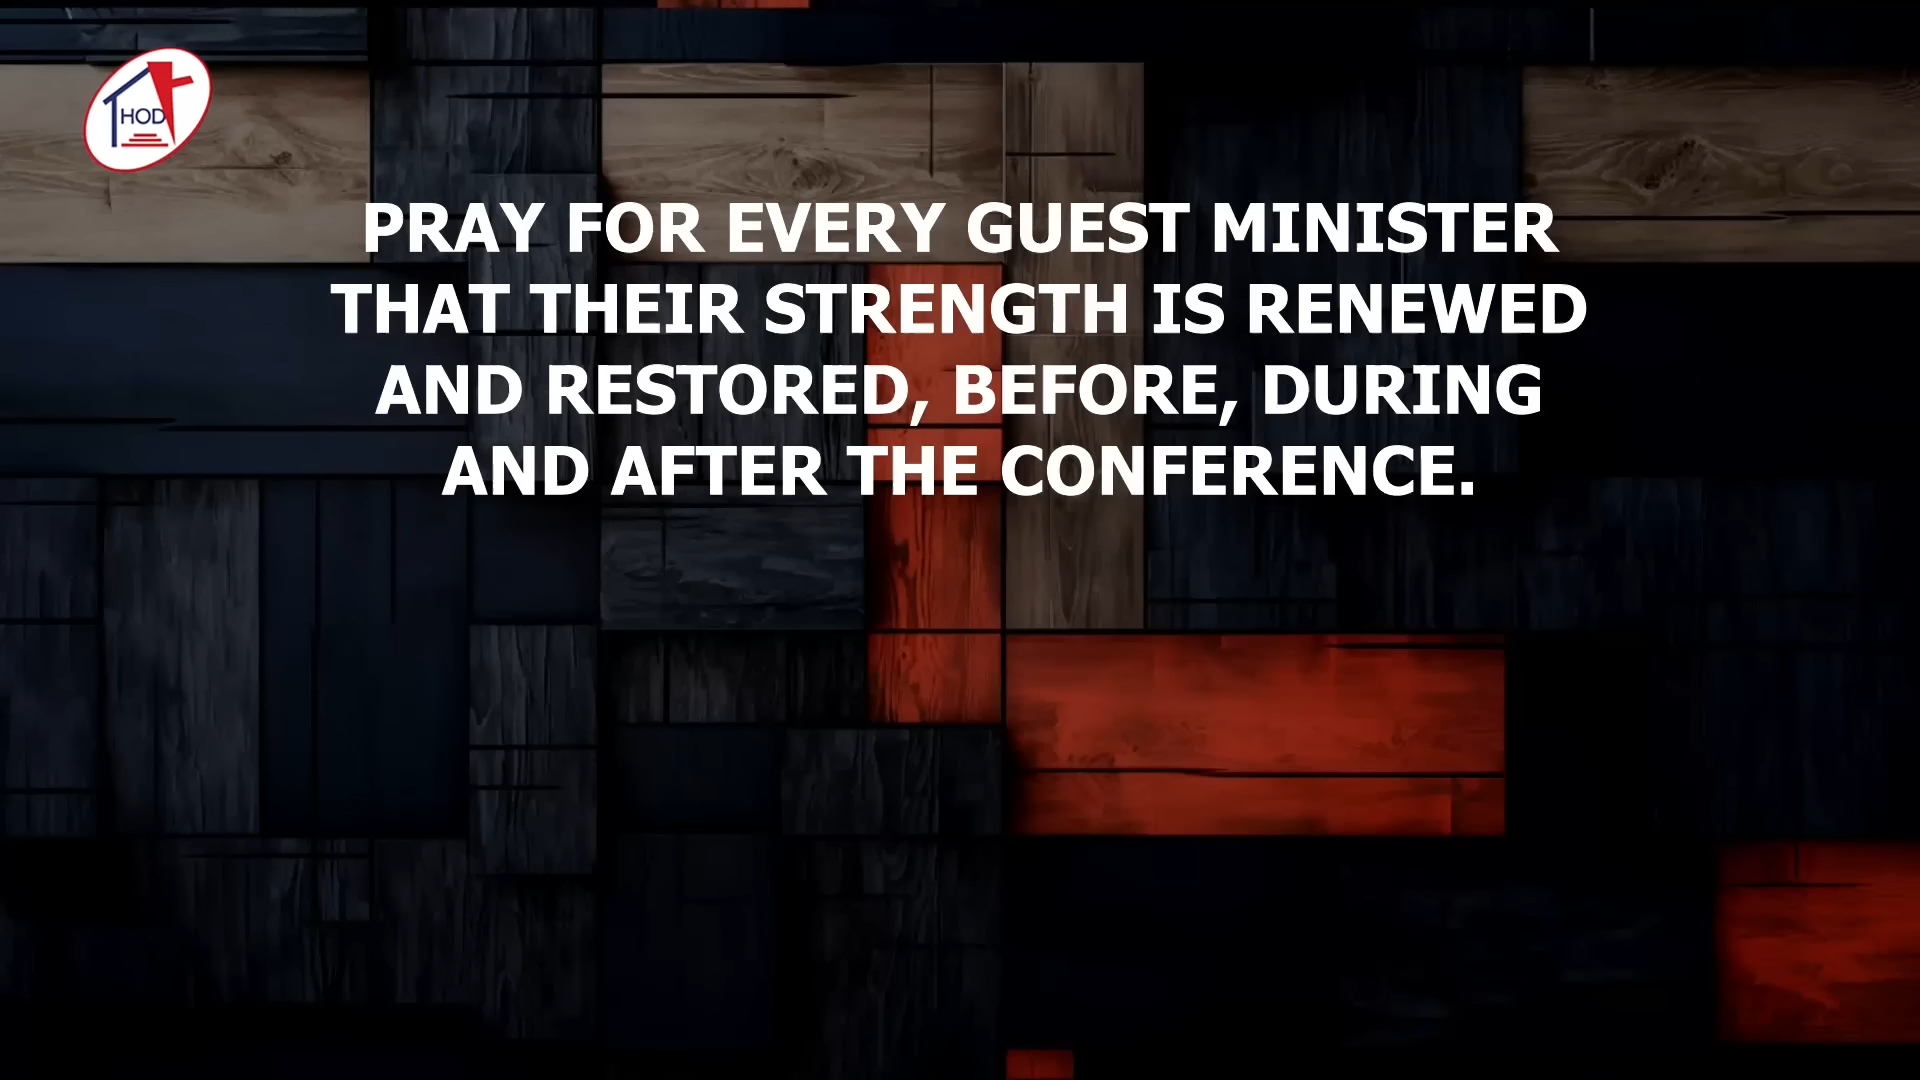 HOD
PRAY FOR EVERY GUEST MINISTER
THAT THEIR STRENGTH IS RENEWED
AND RESTORED, BEFORE, DURING
AND AFTER THE CONFERENCE.